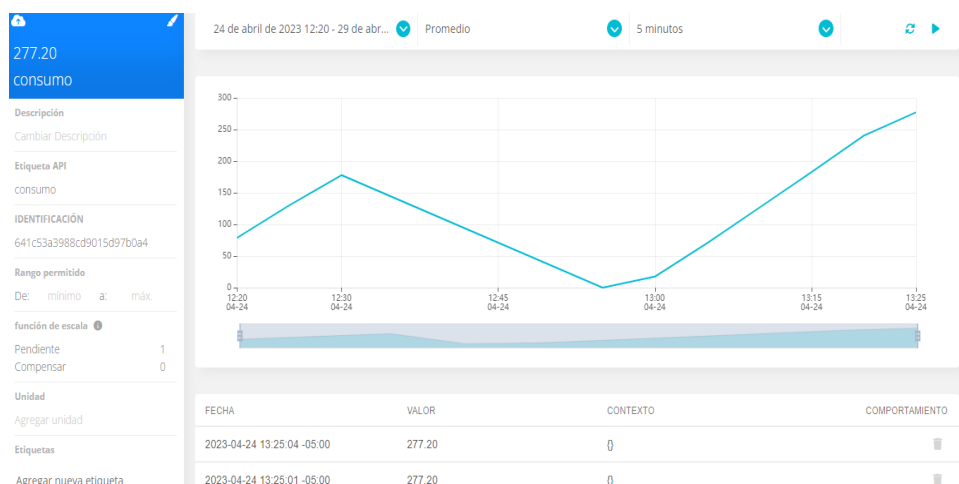 277.20
consumo
Descripción
Cambiar Descripción
Etiqueta API
consumo
IDENTIFICACIÓN
641c53a3988cd9015d97b0a4
Rango permitido
De: mínimo a: máx.
función de escala
Pendiente 1
Compensar 0
Unidad
Agregar unidad
Etiquetas
Agregar nueva etiqueta
24 de abril de 2023 12:20 - 29 de abr... Promedio 5 minutos
300
250
200
150
100
50
0
12:20 12:30 12:45 13:00 13:15 13:25
04-24 04-24 04-24 04-24 04-24 04-24
FECHA VALOR CONTEXTO COMPORTAMIENTO
2023-04-24 13:25:04 -05:00 277.20 {}
2023-04-24 13:25:01 -05:00 277.20 {}